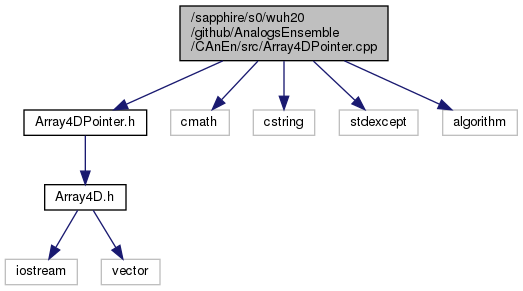 /sapphire/s0/wuh20
/github/AnalogsEnsemble
/CAnEn/src/Array4DPointer.cpp
Array4DPointer.h
cmath
cstring
stdexcept
algorithm
Array4D.h
iostream
vector